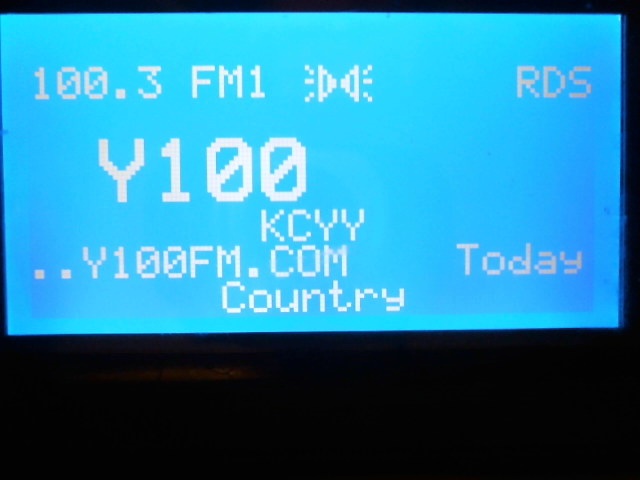 100.3 FM1 RDS
Y100
KCYY
..Y100FM.COM Today
Country